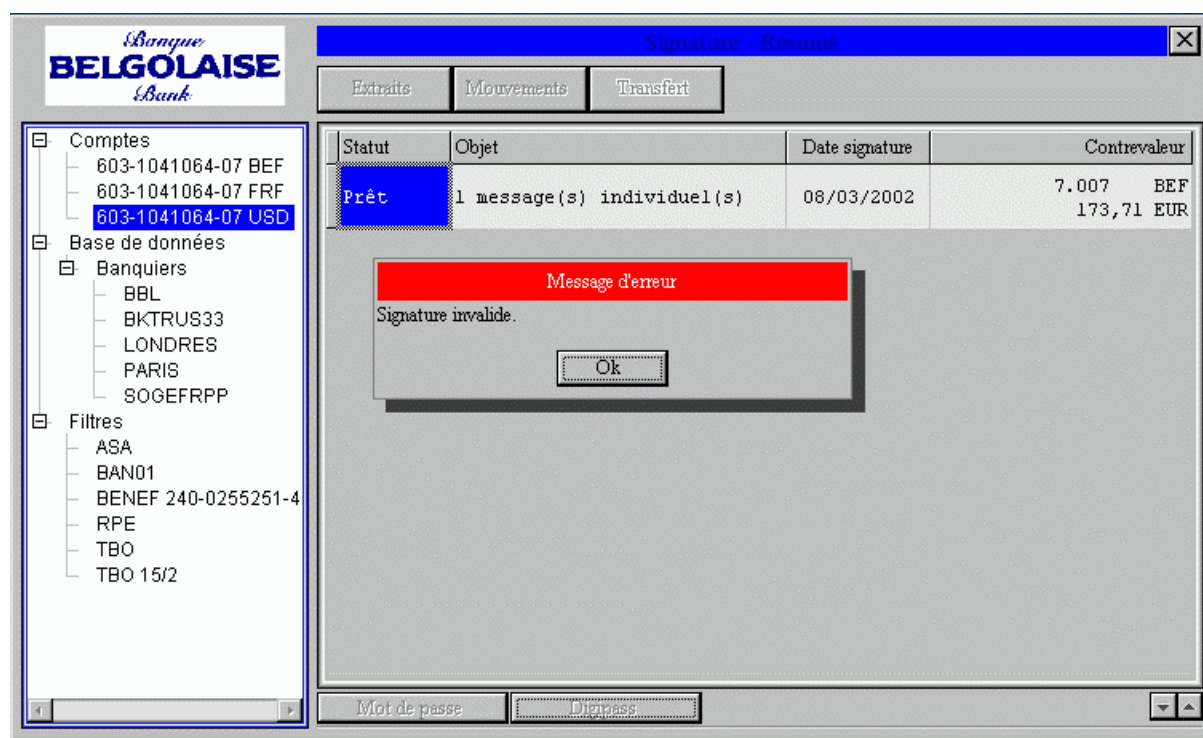 Banque
BELGOLAISE
Bank
Signature - Resume
Extraits Mouvements Transfert
Comptes
603-1041064-07 BEF
603-1041064-07 FRF
603-1041064-07 USD
Base de données
Banquiers
BBL
BKTRUS33
LONDRES
PARIS
SOGEFRPP
Filtres
ASA
BAN01
BENEF 240-0255251-4
RPE
TBO
TBO 15/2
Statut Objet Date signature Contrevaleur
Prêt 1 message(s) individuel(s) 08/03/2002 7.007 BEF
173,71 EUR
Message d'erreur
Signature invalide.
Ok
Mot de passe Digipass